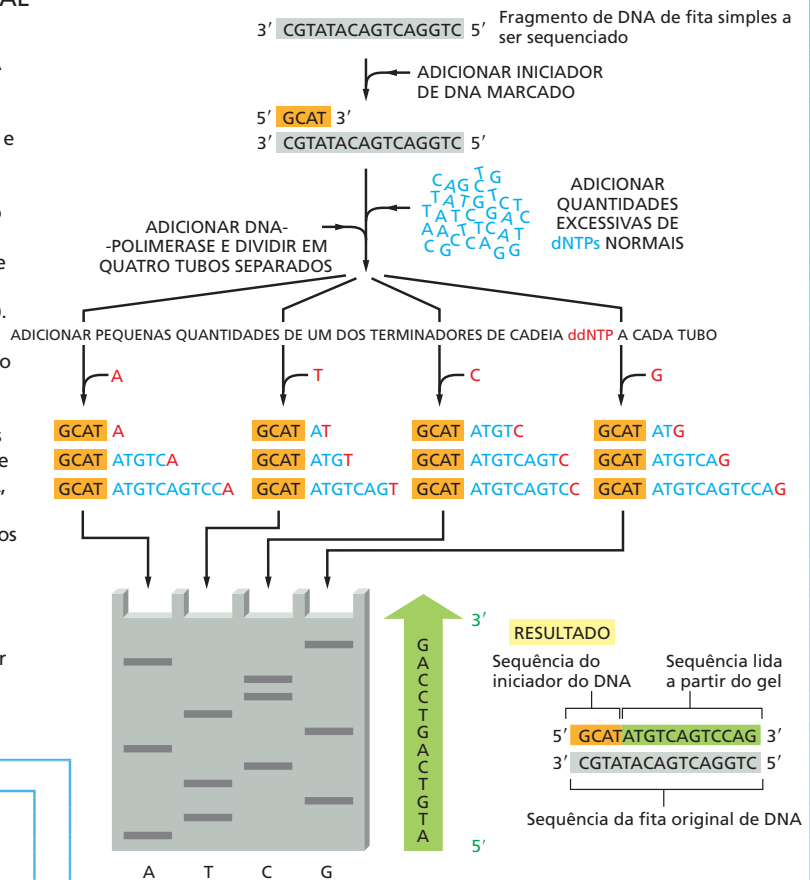 AL
3′ CGTATACAGTCAGGTC 5′
Fragmento de DNA de fita simples a
ser sequenciado
ADICIONAR INICIADOR
DE DNA MARCADO
5′ GCAT 3′
3′ CGTATACAGTCAGGTC 5′
e
ADICIONAR DNA-
-POLIMERASE E DIVIDIR EM
QUATRO TUBOS SEPARADOS
C A G C T G
T A T G T C T
T A T C G A C
A A T T C A T
C G C C A G G
ADICIONAR
QUANTIDADES
EXCESSIVAS DE
dNTPs NORMAIS
e
).
ADICIONAR PEQUENAS QUANTIDADES DE UM DOS TERMINADORES DE CADEIA ddNTP A CADA TUBO
o
A T C G
s
GCAT A GCAT AT GCAT ATGTC GCAT ATG
e
GCAT ATGTCA GCAT ATGT GCAT ATGTCAGTC GCAT ATGTCAG
,
GCAT ATGTCAGTCCA GCAT ATGTCAGT GCAT ATGTCAGTCC GCAT ATGTCAGTCCAG
os
r
3′
G
A
C
C
T
G
A
C
T
G
T
A
5′
A T C G
RESULTADO
Sequência do
iniciador do DNA
Sequência lida
a partir do gel
5′ GCATATGTCAGTCCAG 3′
3′ CGTATACAGTCAGGTC 5′
Sequência da fita original de DNA